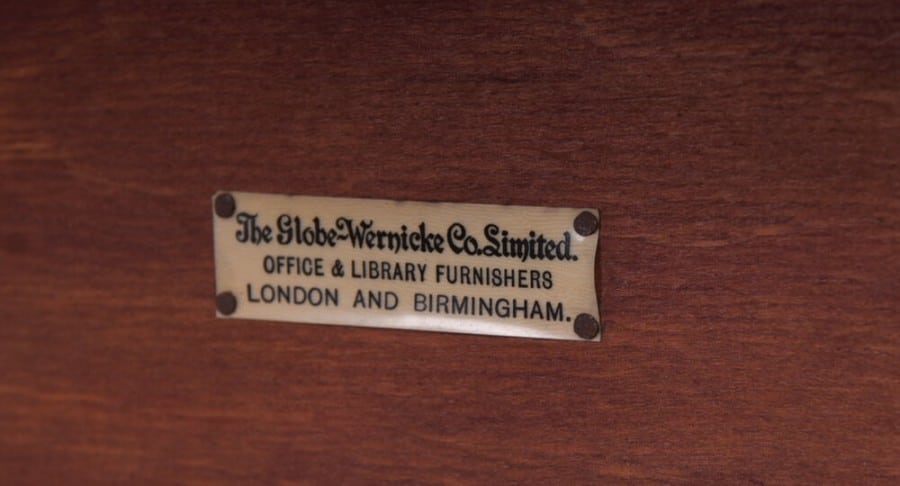 The Globe-Wernicke Co. Limited.
OFFICE & LIBRARY FURNISHERS
LONDON AND BIRMINGHAM.